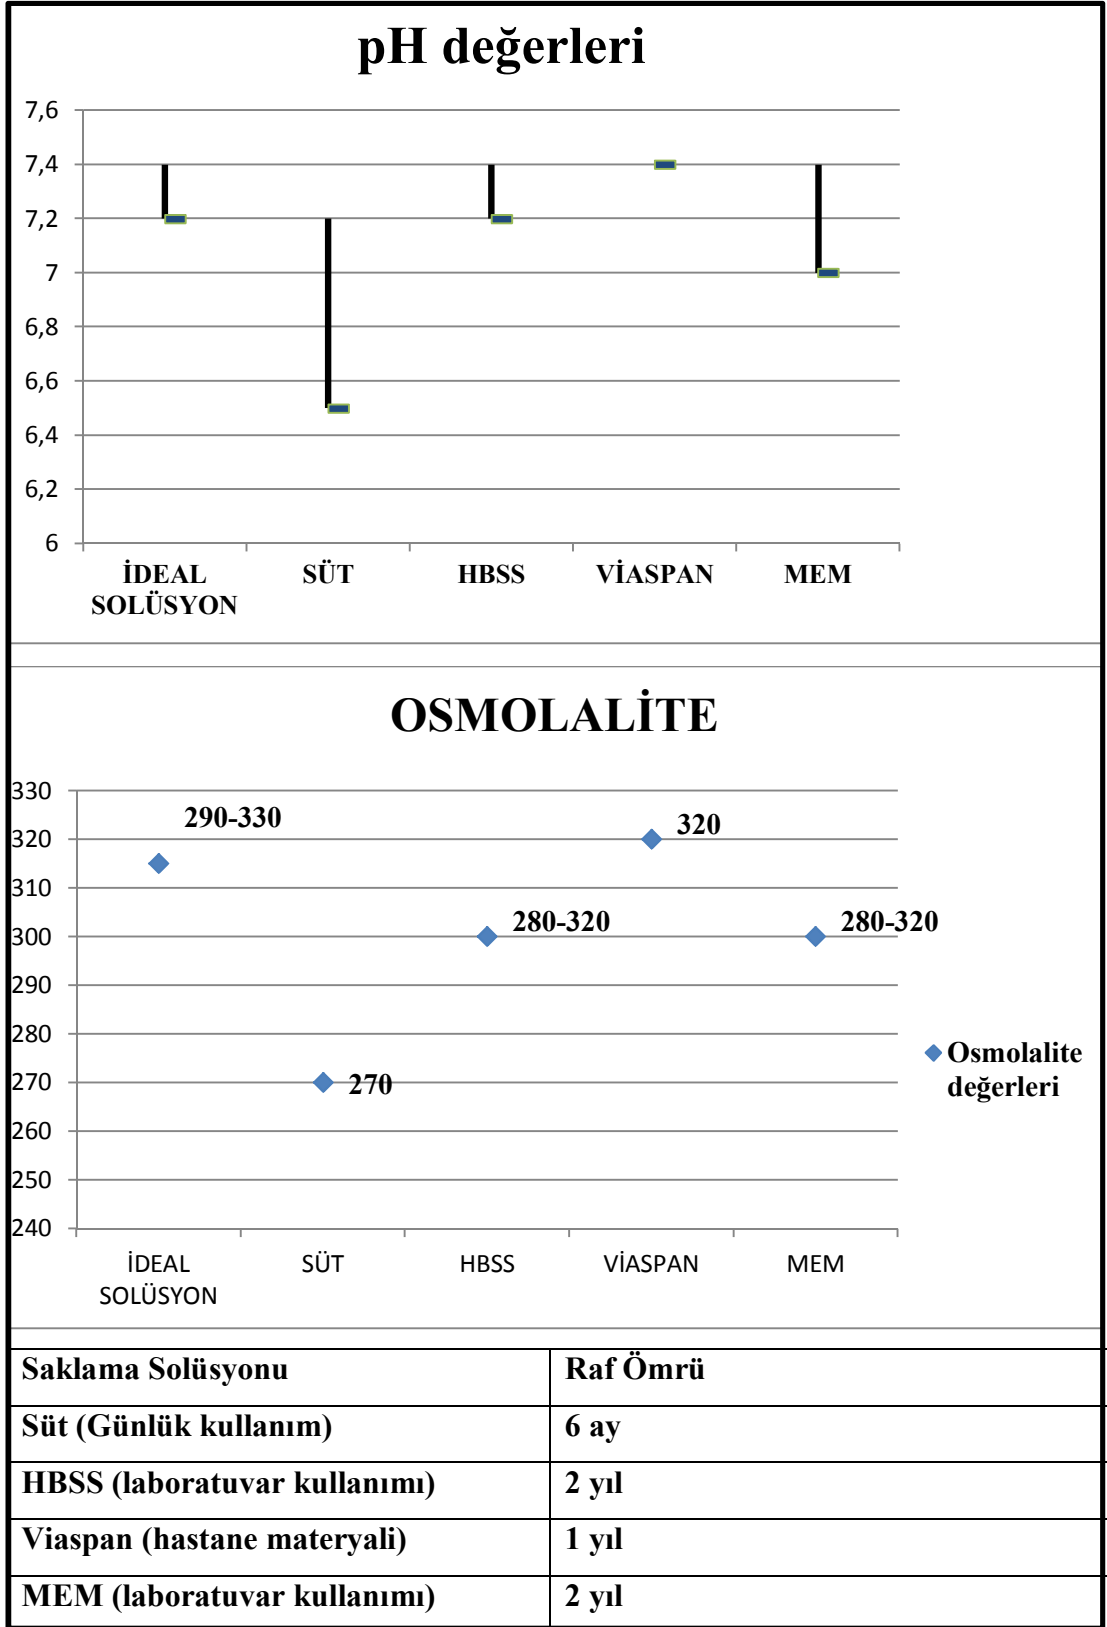 pH değerleri
7,6
7,4
7,2
7
6,8
6,6
6,4
6,2
6
İDEAL SOLÜSYON
SÜT
HBSS
VİASPAN
MEM
OSMOLALİTE
330
320
310
300
290
280
270
260
250
240
290-330
270
280-320
320
280-320
Osmolalite
değerleri
İDEAL
SOLÜSYON
SÜT
HBSS
VİASPAN
MEM
Saklama Solüsyonu Raf Ömrü
Süt (Günlük kullanım) 6 ay
HBSS (laboratuvar kullanımı) 2 yıl
Viaspan (hastane materyali) 1 yıl
MEM (laboratuvar kullanımı) 2 yıl